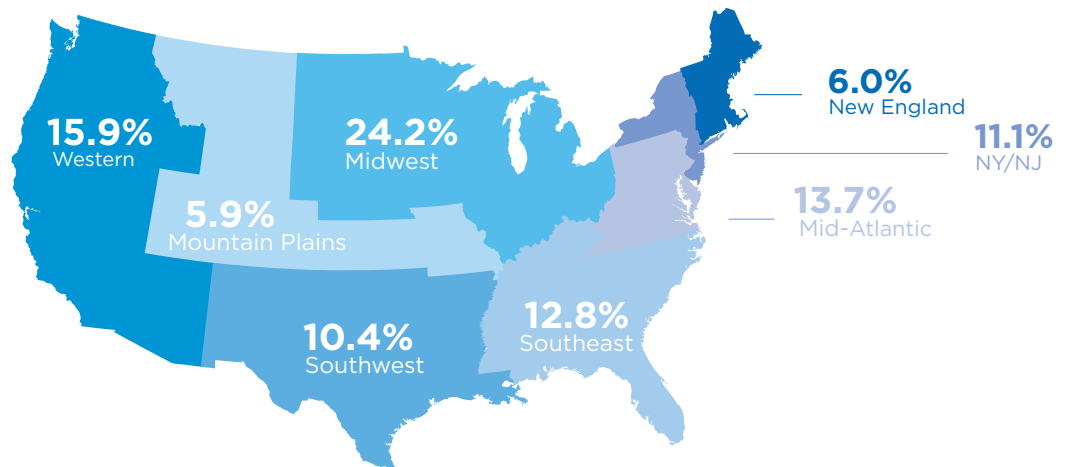 15.9%
Western
5.9%
Mountain Plains
24.2%
Midwest
10.4%
Southwest
12.8%
Southeast
6.0%
New England
11.1%
NY/NJ
13.7%
Mid-Atlantic